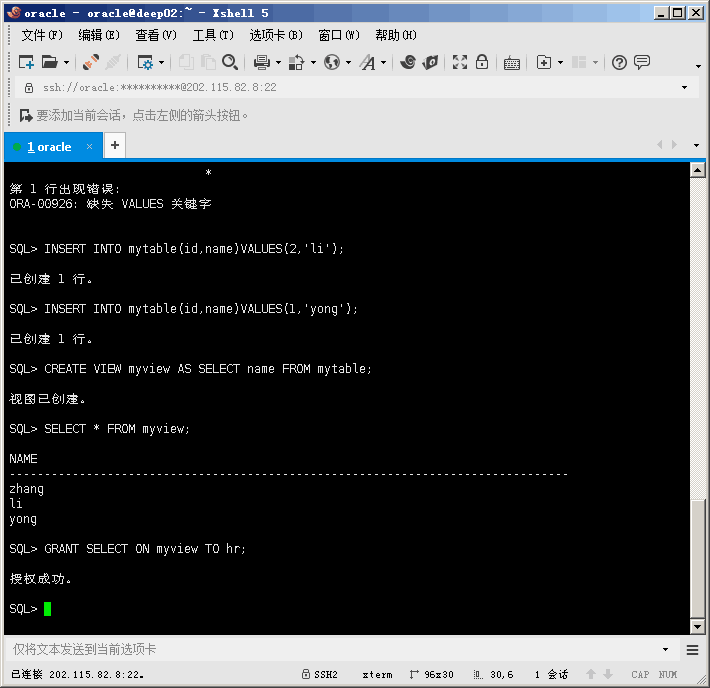 oracle - oracle@deep02:~ - Xshell 5
文件(F) 编辑(E) 查看(V) 工具(T) 选项卡(B) 窗口(W) 帮助(H)
ssh://oracle:**********@202.115.82.8:22
要添加当前会话，点击左侧的箭头按钮。
1 oracle × +
*
第 1 行出现错误:
ORA-00926: 缺失 VALUES 关键字
SQL> INSERT INTO mytable(id,name)VALUES(2,'li');
已创建 1 行。
SQL> INSERT INTO mytable(id,name)VALUES(1,'yong');
已创建 1 行。
SQL> CREATE VIEW myview AS SELECT name FROM mytable;
视图已创建。
SQL> SELECT * FROM myview;
NAME
--------------------------------------------------------------------------------
zhang
li
yong
SQL> GRANT SELECT ON myview TO hr;
授权成功。
SQL>
仅将文本发送到当前选项卡
已连接 202.115.82.8:22。 SSH2 xterm 96x30 30,6 1 会话 CAP NUM